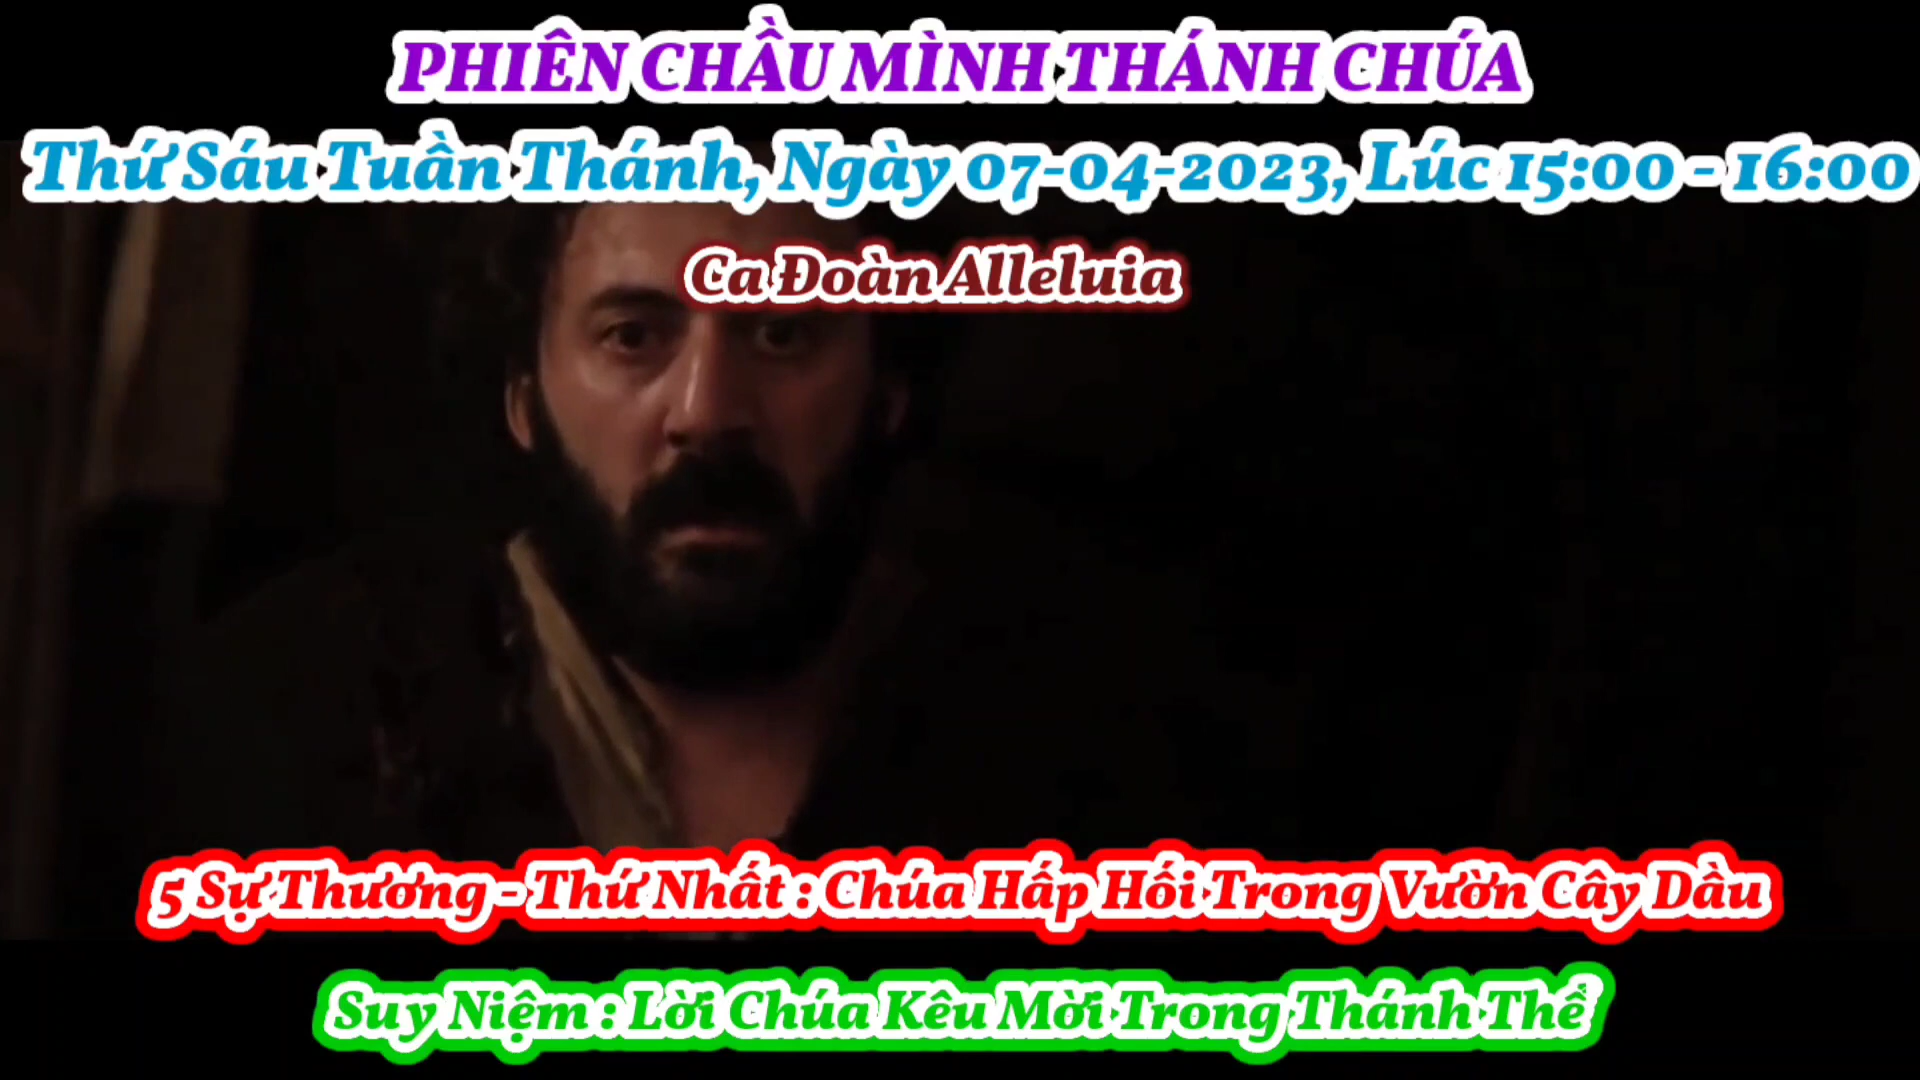 PHIÊN CHẦU MÌNH THÁNH CHÚA
Thứ Sáu Tuần Thánh, Ngày 07-04-2023, Lúc 15:00 - 16:00
Ca Đoàn Alleluia
5 Sự Thương - Thứ Nhất : Chúa Hấp Hối Trong Vườn Cây Dầu
Suy Niệm : Lời Chúa Kêu Mời Trong Thánh Thể